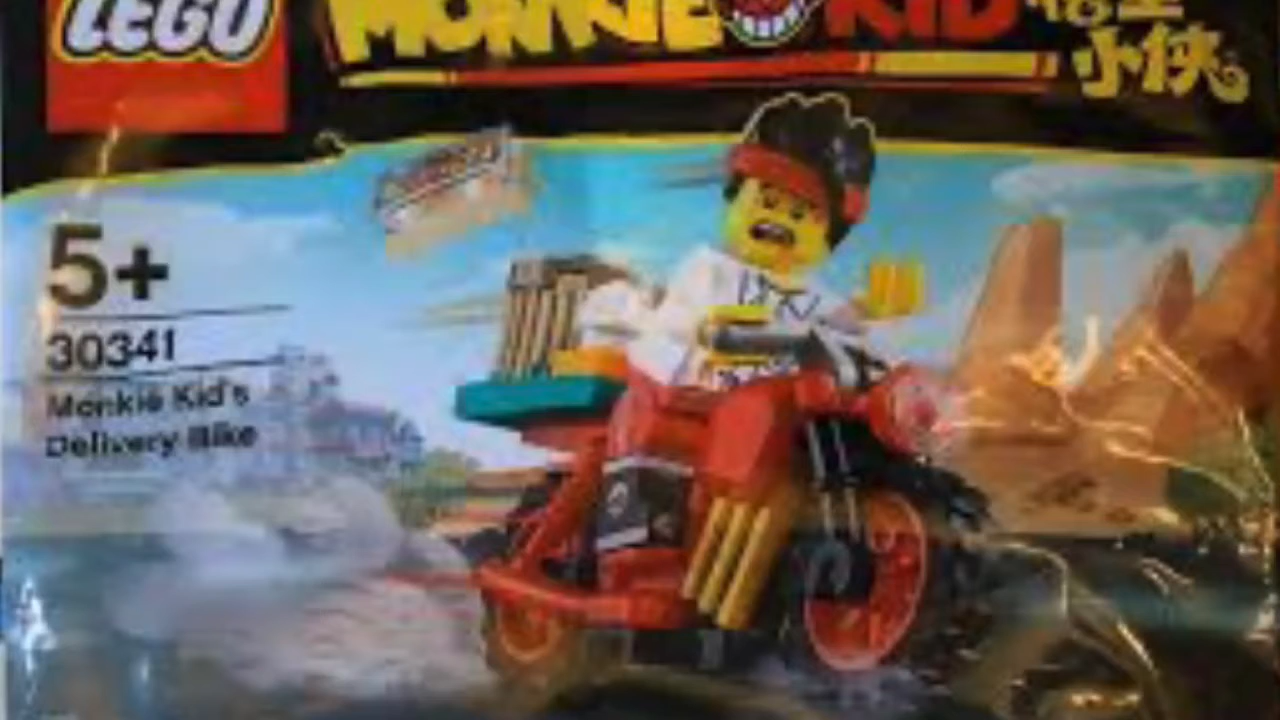 LEGO
MONKIE KID 悟空
小侠
5+
30341
Monkie Kid's
Delivery Bike